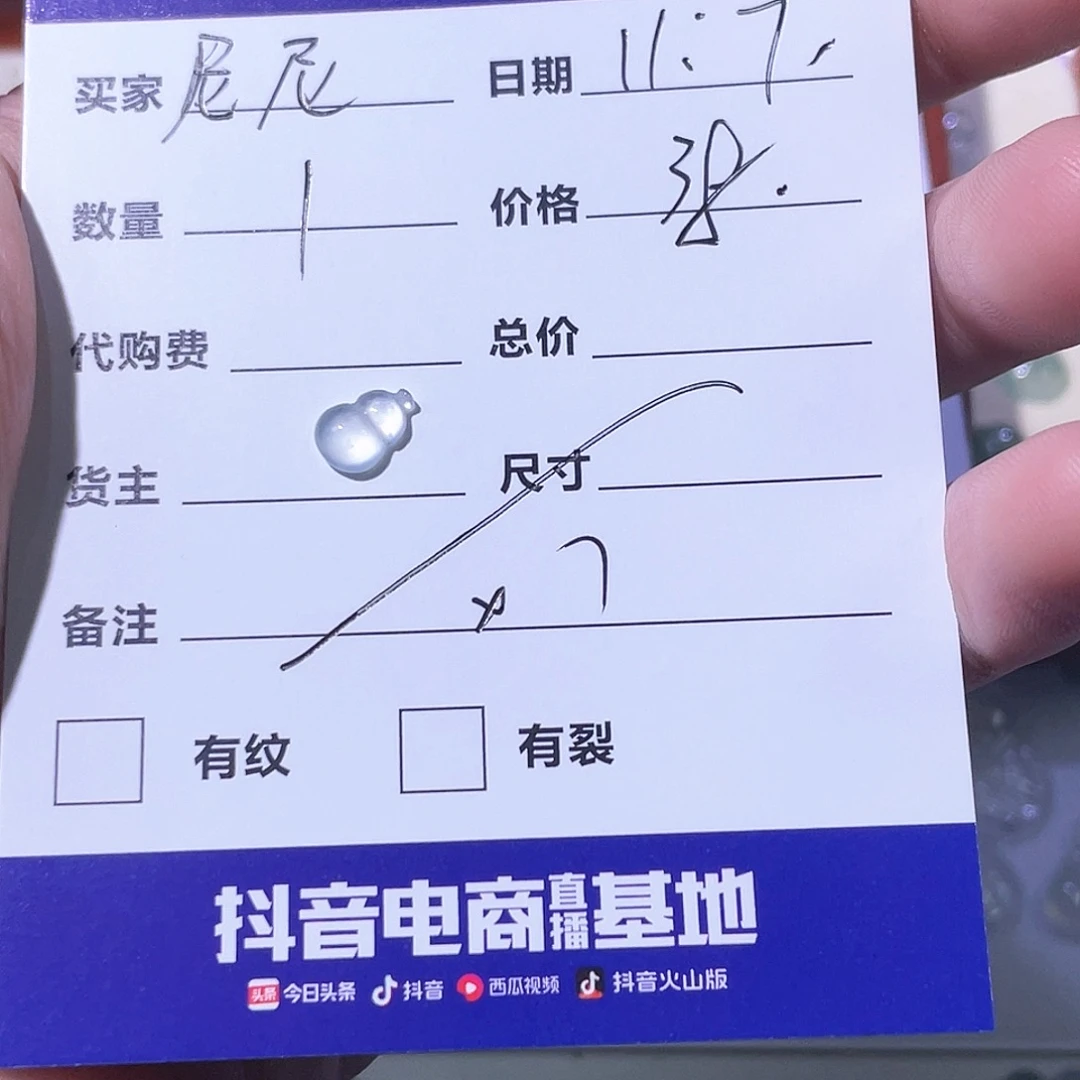 买家 尼尼 日期 11:7.
数量 1 价格
代购费 总价
货主 尺寸
备注
有纹 有裂
抖音电商直播基地
头条 今日头条 抖音 西瓜视频 抖音火山版